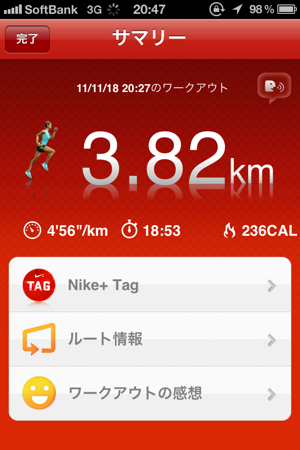 SoftBank 3G 20:47 98%
完了 サマリー
11/11/18 20:27のワークアウト
3.82km
4'56"/km 18:53 236CAL
TAG Nike+ Tag
ルート情報
ワークアウトの感想